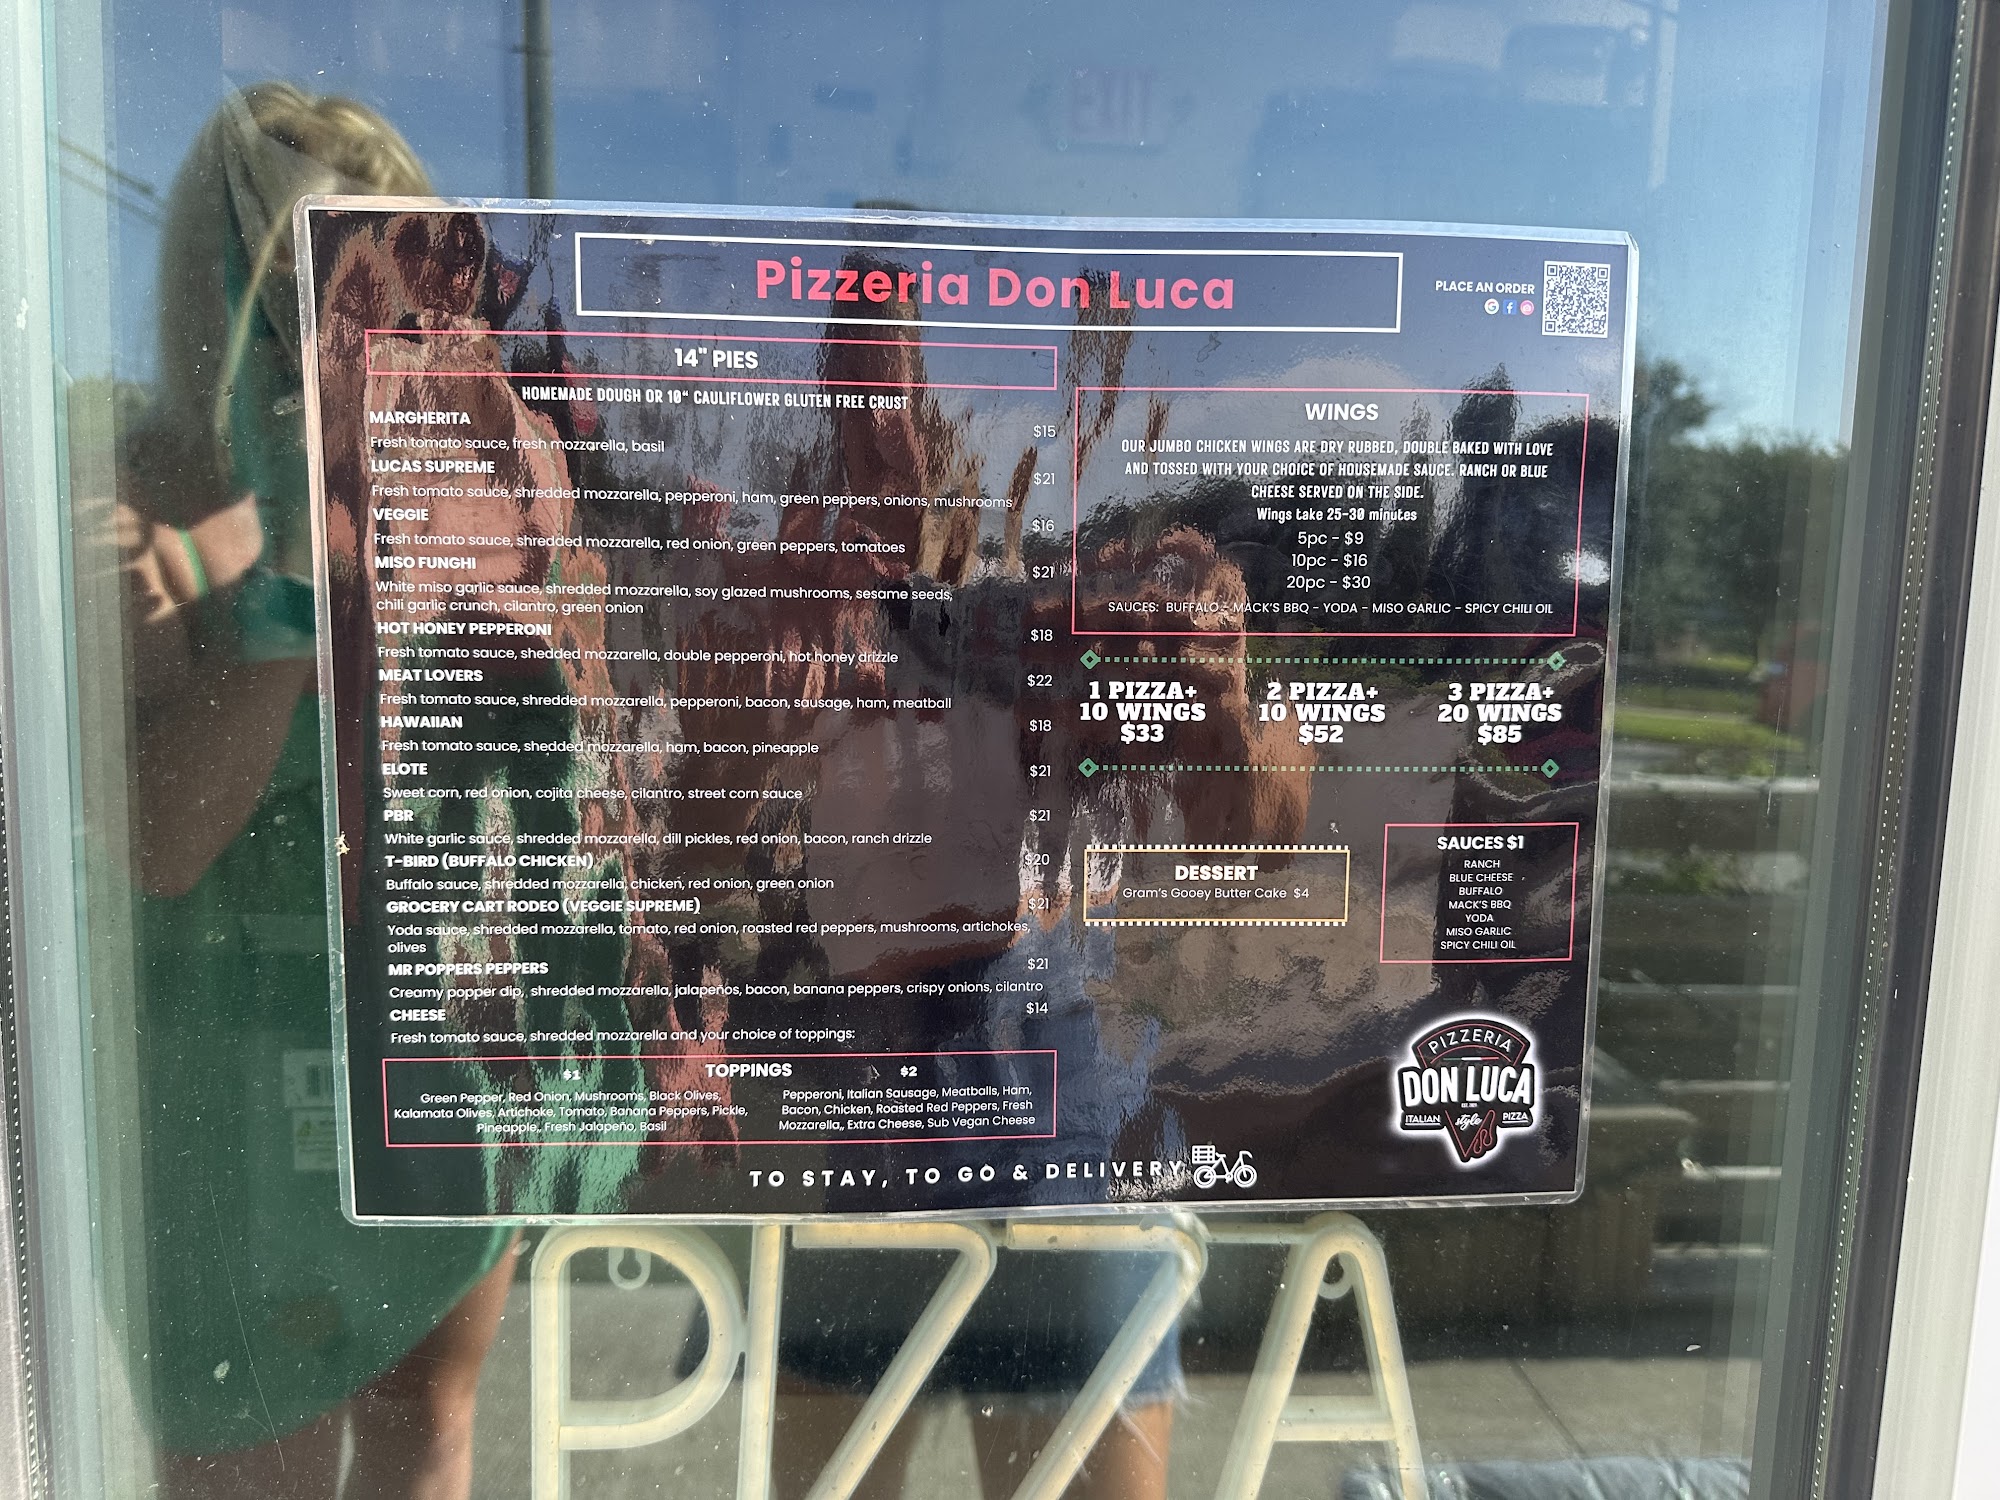 EXIT
Pizzeria Don Luca
PLACE AN ORDER
14" PIES
HOMEMADE DOUGH OR 10" CAULIFLOWER GLUTEN FREE CRUST
MARGHERITA
$15
Fresh tomato sauce, fresh mozzarella, basil
LUCAS SUPREME
$21
Fresh tomato sauce, shredded mozzarella, pepperoni, ham, green peppers, onions, mushrooms
VEGGIE
$16
Fresh tomato sauce, shredded mozzarella, red onion, green peppers, tomatoes
MISO FUNGHI
$21
White miso garlic sauce, shredded mozzarella, soy glazed mushrooms, sesame seeds,
chili garlic crunch, cilantro, green onion
HOT HONEY PEPPERONI
$18
Fresh tomato sauce, shedded mozzarella, double pepperoni, hot honey drizzle
MEAT LOVERS
$22
Fresh tomato sauce, shredded mozzarella, pepperoni, bacon, sausage, ham, meatball
HAWAIIAN
$18
Fresh tomato sauce, shedded mozzarella, ham, bacon, pineapple
ELOTE
$21
Sweet corn, red onion, cojita cheese, cilantro, street corn sauce
PBR
$21
White garlic sauce, shredded mozzarella, dill pickles, red onion, bacon, ranch drizzle
T-BIRD (BUFFALO CHICKEN)
$20
Buffalo sauce, shredded mozzarella, chicken, red onion, green onion
GROCERY CART RODEO (VEGGIE SUPREME)
$21
Yoda sauce, shredded mozzarella, tomato, red onion, roasted red peppers, mushrooms, artichokes,
olives
MR POPPERS PEPPERS
$21
Creamy popper dip, shredded mozzarella, jalapeños, bacon, banana peppers, crispy onions, cilantro
CHEESE
$14
Fresh tomato sauce, shredded mozzarella and your choice of toppings:
TOPPINGS
$1
Green Pepper, Red Onion, Mushrooms, Black Olives,
Kalamata Olives, Artichoke, Tomato, Banana Peppers, Pickle,
Pineapple,, Fresh Jalapeño, Basil
$2
Pepperoni, Italian Sausage, Meatballs, Ham,
Bacon, Chicken, Roasted Red Peppers, Fresh
Mozzarella,, Extra Cheese, Sub Vegan Cheese
WINGS
OUR JUMBO CHICKEN WINGS ARE DRY RUBBED, DOUBLE BAKED WITH LOVE
AND TOSSED WITH YOUR CHOICE OF HOUSEMADE SAUCE. RANCH OR BLUE
CHEESE SERVED ON THE SIDE.
Wings take 25-30 minutes
5pc - $9
10pc - $16
20pc - $30
SAUCES: BUFFALO - MACK'S BBQ - YODA - MISO GARLIC - SPICY CHILI OIL
1 PIZZA+
10 WINGS
$33
2 PIZZA+
10 WINGS
$52
3 PIZZA+
20 WINGS
$85
DESSERT
Gram's Gooey Butter Cake $4
SAUCES $1
RANCH
BLUE CHEESE
BUFFALO
MACK'S BBQ
YODA
MISO GARLIC
SPICY CHILI OIL
PIZZERIA
DON LUCA
ITALIAN style PIZZA
TO STAY, TO GO & DELIVERY
PIZZA